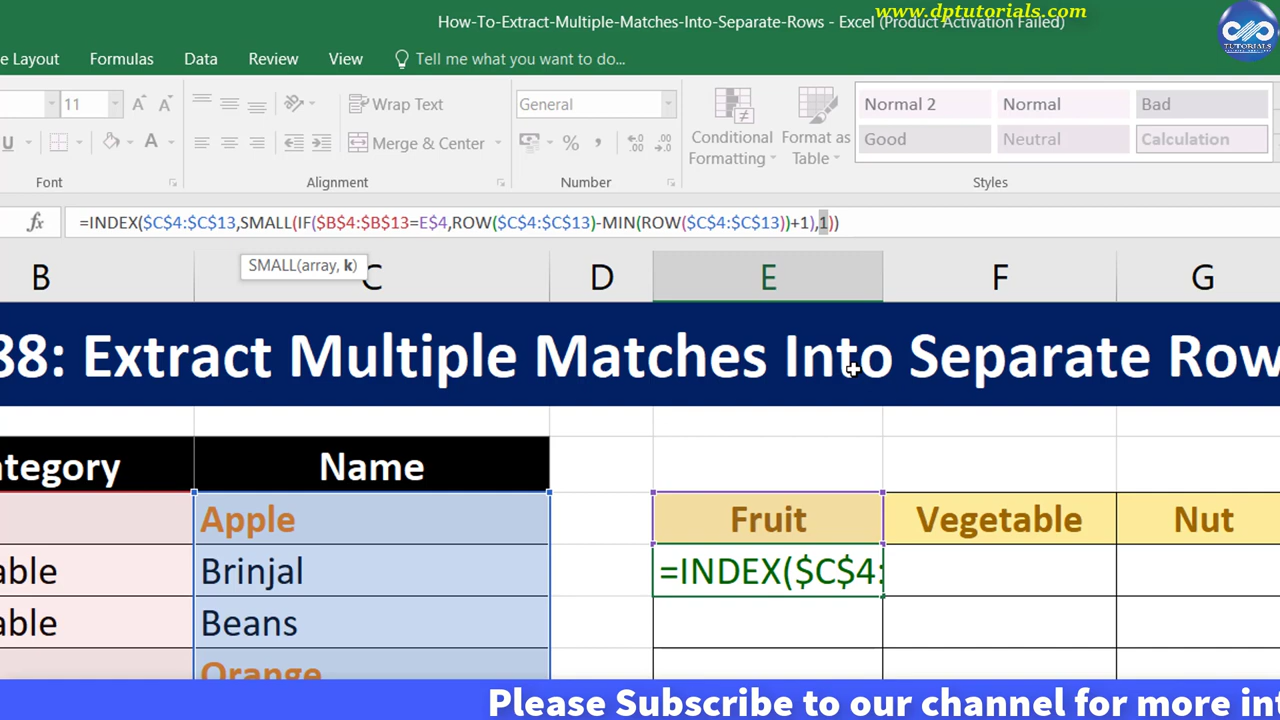 www.dptutorials.com
How-To-Extract-Multiple-Matches-Into-Separate-Rows - Excel (Product Activation Failed)
TUTORIALS
e Layout Formulas Data Review View Tell me what you want to do...
11 A A Wrap Text General Normal 2 Normal Bad
U A Merge & Center % , Conditional Formatting Format as Table Good Neutral Calculation
Font Alignment Number Styles
fx =INDEX($C$4:$C$13,SMALL(IF($B$4:$B$13=E$4,ROW($C$4:$C$13)-MIN(ROW($C$4:$C$13))+1),1))
SMALL(array, k)
B C D E F G
88: Extract Multiple Matches Into Separate Row
ategory Name
Apple Fruit Vegetable Nut
able Brinjal =INDEX($C$4:
able Beans
Orange
Please Subscribe to our channel for more int